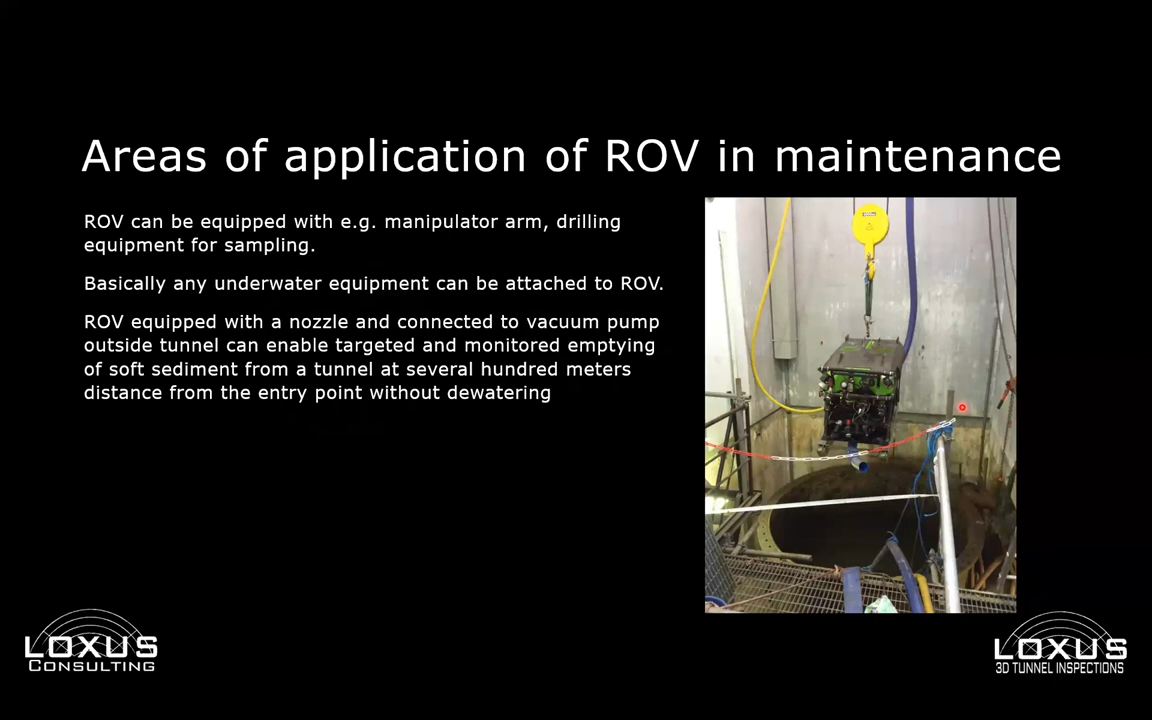 Areas of application of ROV in maintenance
ROV can be equipped with e.g. manipulator arm, drilling
equipment for sampling.
Basically any underwater equipment can be attached to ROV.
ROV equipped with a nozzle and connected to vacuum pump
outside tunnel can enable targeted and monitored emptying
of soft sediment from a tunnel at several hundred meters
distance from the entry point without dewatering
LOXUS
CONSULTING
LOXUS
3D TUNNEL INSPECTIONS